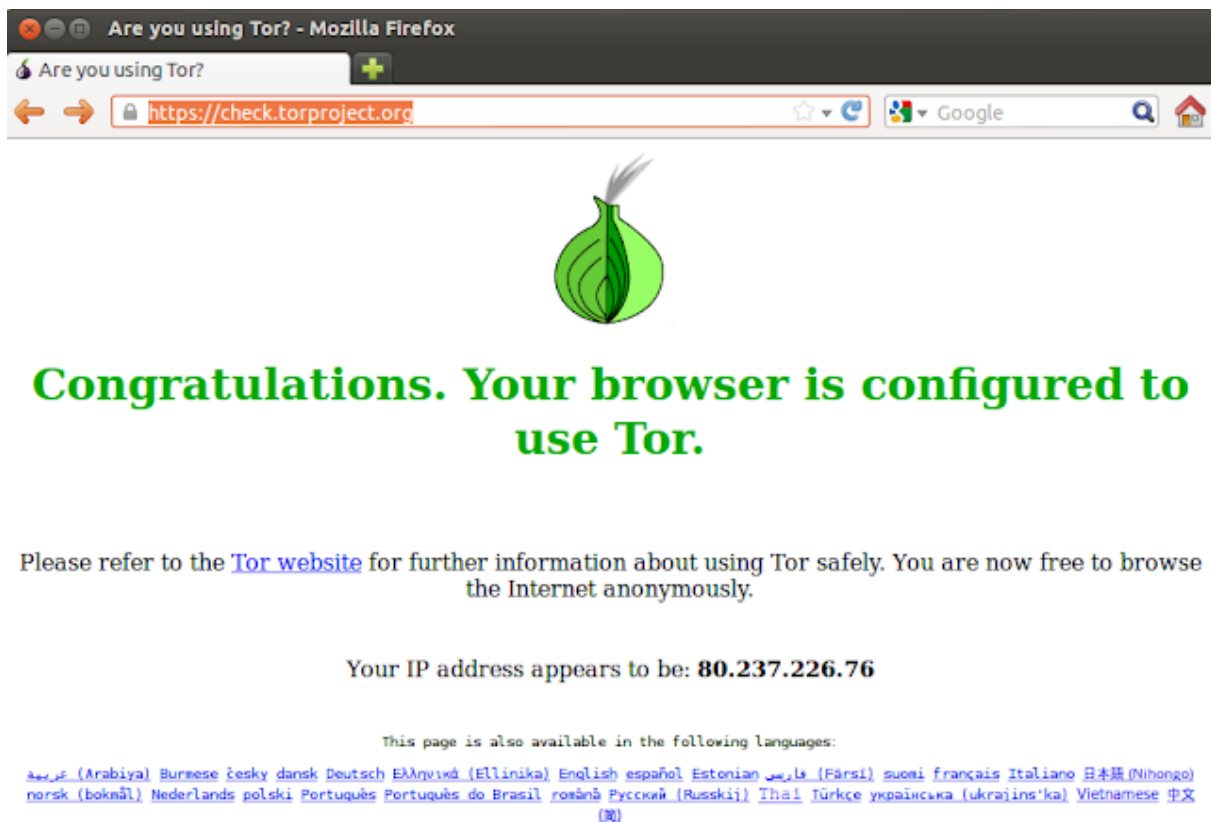 Are you using Tor? - Mozilla Firefox
Are you using Tor?
https://check.torproject.org
Google
Congratulations. Your browser is configured to
use Tor.
Please refer to the Tor website for further information about using Tor safely. You are now free to browse
the Internet anonymously.
Your IP address appears to be: 80.237.226.76
This page is also available in the following languages:
عربية (Arabiya) Burmese česky dansk Deutsch Ελληνικά (Ellinika) English español Estonian فارسی (Fārsī) suomi français Italiano 日本語 (Nihongo)
norsk (bokmål) Nederlands polski Português Português do Brasil română Русский (Russkij) Thai Türkçe українська (ukrajins'ka) Vietnamese 中文
(简)